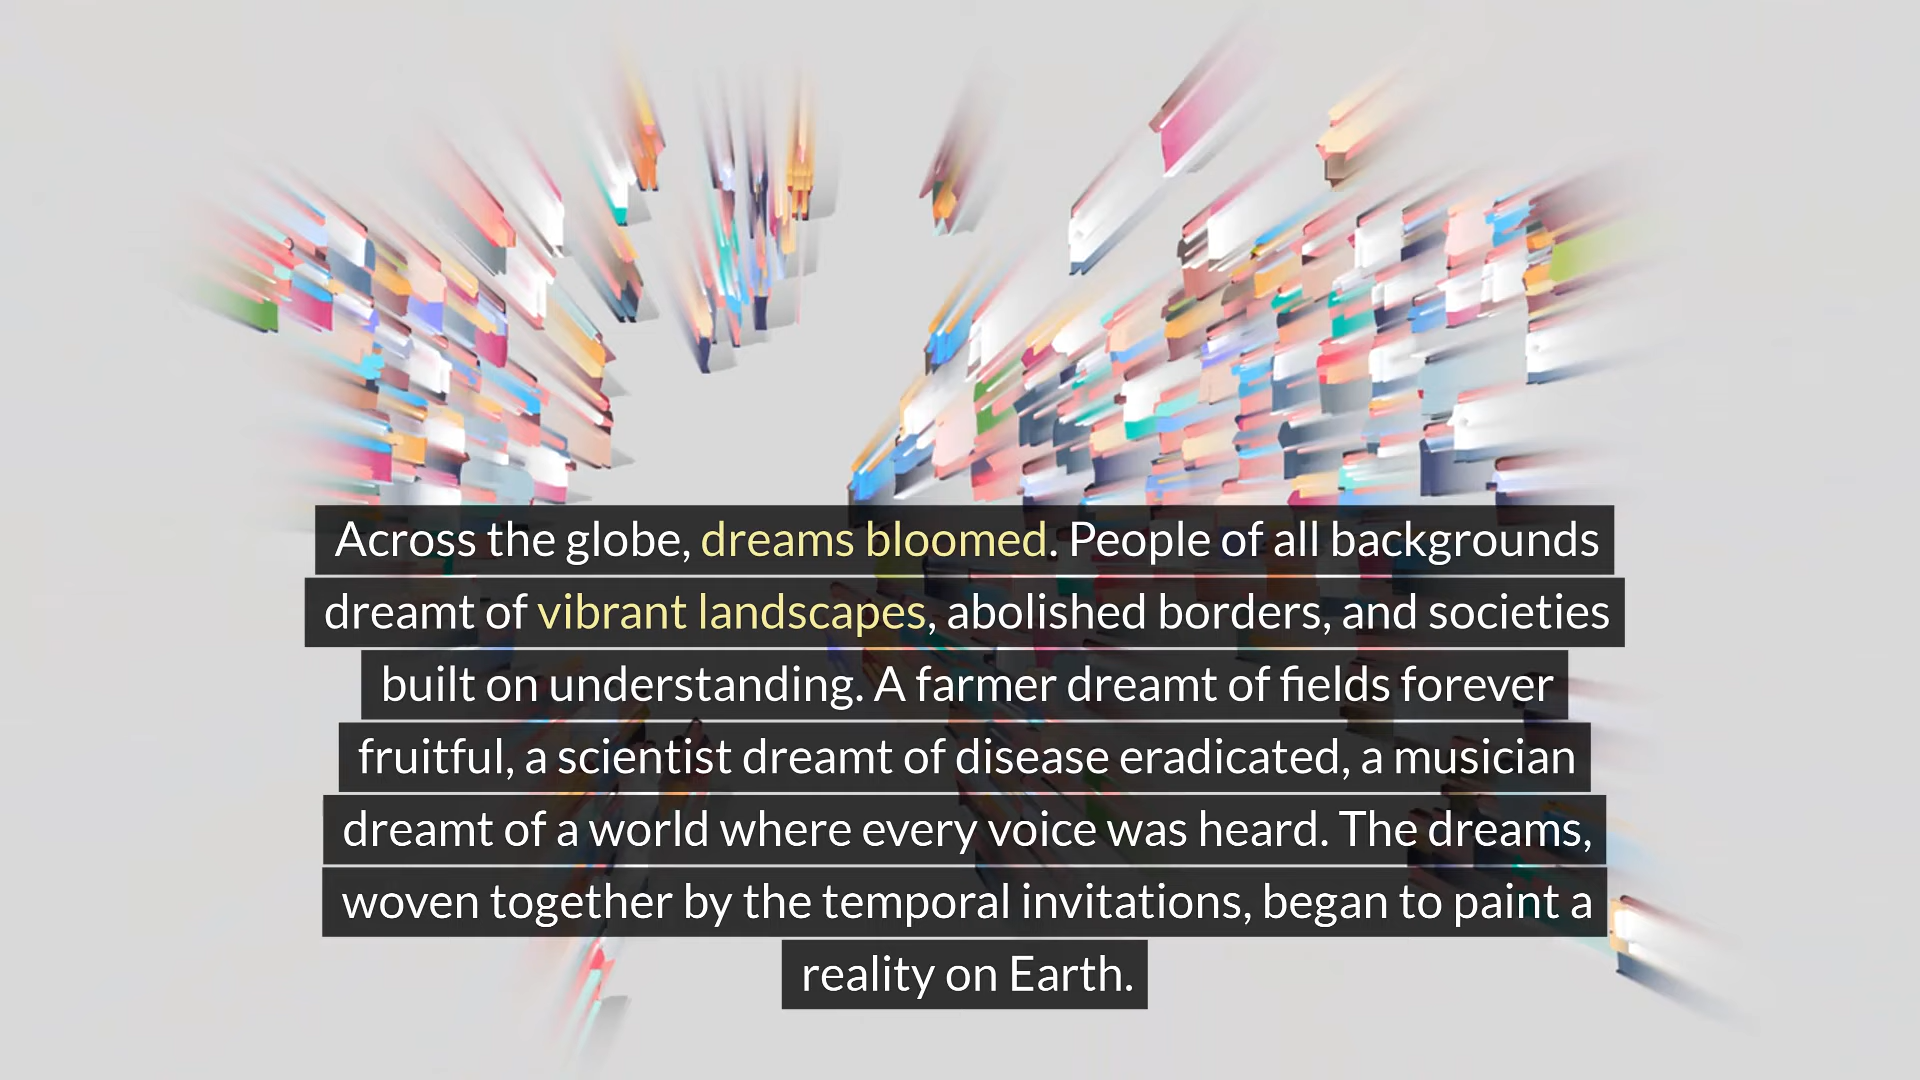 Across the globe, dreams bloomed. People of all backgrounds
dreamt of vibrant landscapes, abolished borders, and societies
built on understanding. A farmer dreamt of fields forever
fruitful, a scientist dreamt of disease eradicated, a musician
dreamt of a world where every voice was heard. The dreams,
woven together by the temporal invitations, began to paint a
reality on Earth.